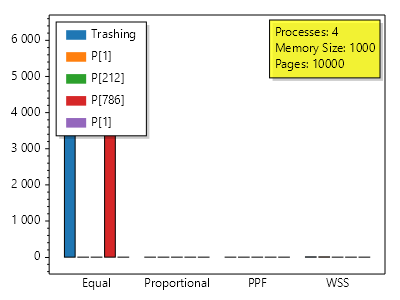 Trashing
P[1]
P[212]
P[786]
P[1]
Processes: 4
Memory Size: 1000
Pages: 10000
6 000
5 000
4 000
3 000
2 000
1 000
0
Equal Proportional PPF WSS